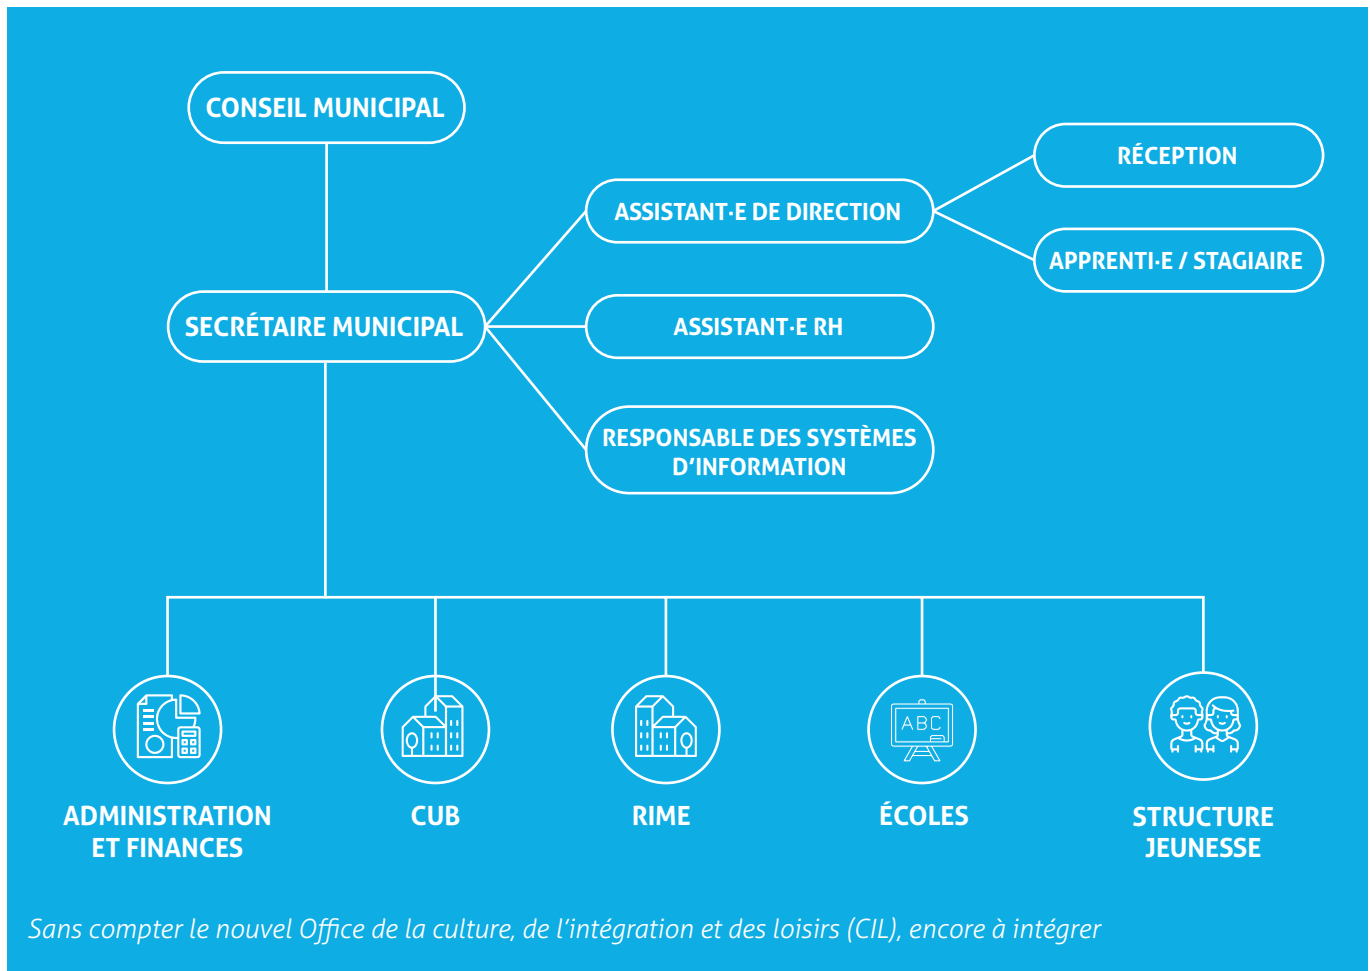 CONSEIL MUNICIPAL
RÉCEPTION
ASSISTANT·E DE DIRECTION
APPRENTI·E / STAGIAIRE
SECRÉTAIRE MUNICIPAL
ASSISTANT·E RH
RESPONSABLE DES SYSTÈMES
D'INFORMATION
ABC
ADMINISTRATION
ET FINANCES
CUB
RIME
ÉCOLES
STRUCTURE
JEUNESSE
Sans compter le nouvel Office de la culture, de l'intégration et des loisirs (CIL), encore à intégrer